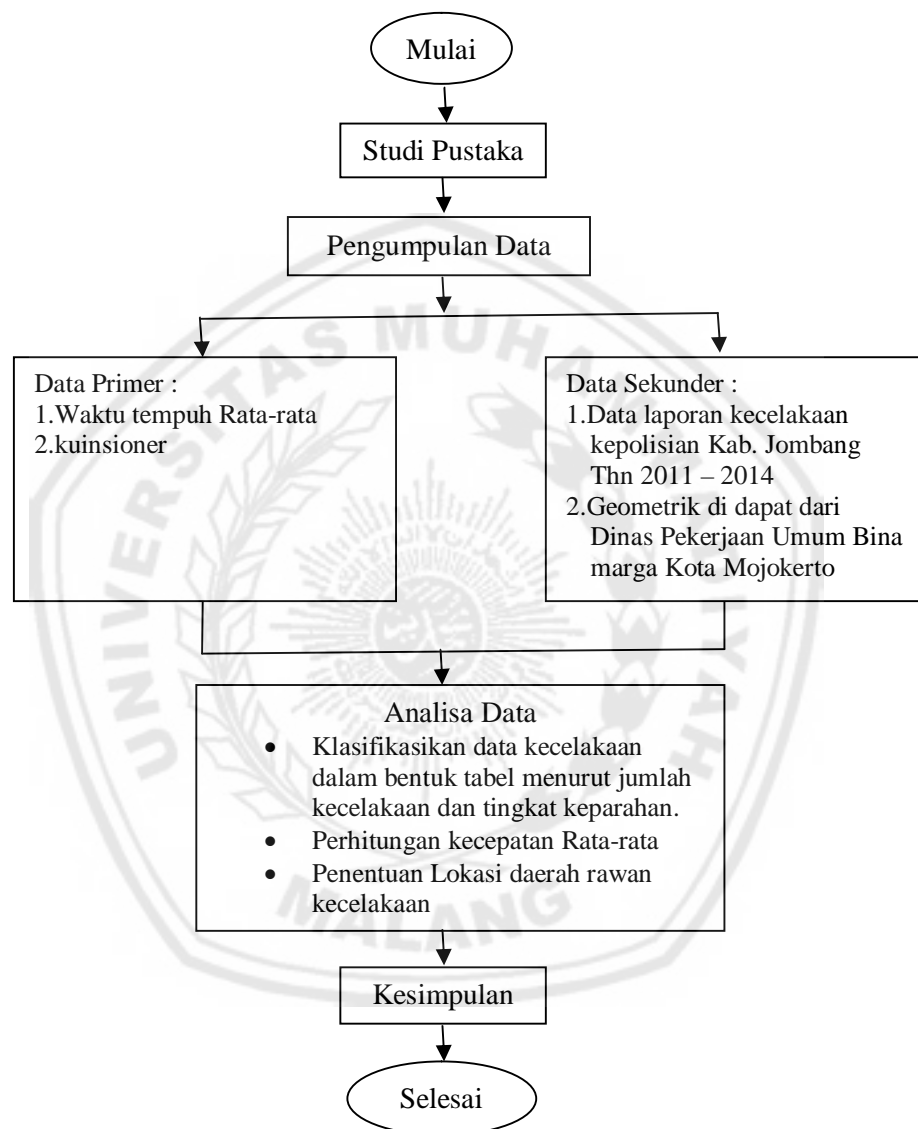 Mulai
Studi Pustaka
Pengumpulan Data
Data Primer :
1.Waktu tempuh Rata-rata
2.kuinsioner
Data Sekunder :
1.Data laporan kecelakaan
kepolisian Kab. Jombang
Thn 2011 – 2014
2.Geometrik di dapat dari
Dinas Pekerjaan Umum Bina
marga Kota Mojokerto
Analisa Data
• Klasifikasikan data kecelakaan
dalam bentuk tabel menurut jumlah
kecelakaan dan tingkat keparahan.
• Perhitungan kecepatan Rata-rata
• Penentuan Lokasi daerah rawan
kecelakaan
Kesimpulan
Selesai
UNIVERSITAS MUHAMMADIYAH
MALANG